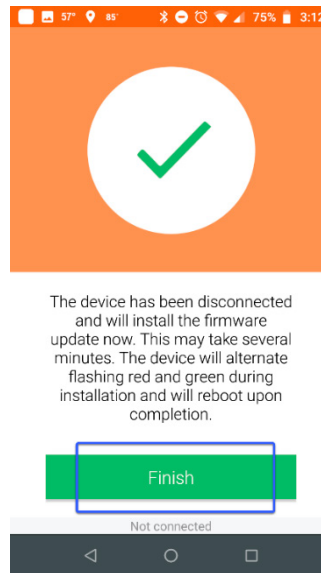 57° 85° 75% 3:12
The device has been disconnected
and will install the firmware
update now. This may take several
minutes. The device will alternate
flashing red and green during
installation and will reboot upon
completion.
Finish
Not connected